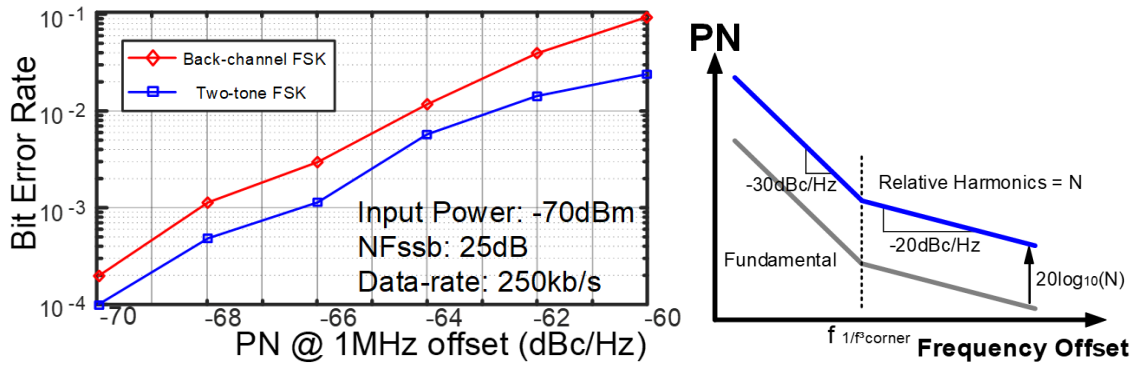 10-1
10-2
10-3
10-4
Bit Error Rate
Back-channel FSK
Two-tone FSK
Input Power: -70dBm
NFssb: 25dB
Data-rate: 250kb/s
-70 -68 -66 -64 -62 -60
PN @ 1MHz offset (dBc/Hz)
PN
-30dBc/Hz
Relative Harmonics = N
-20dBc/Hz
Fundamental
20log10(N)
f 1/f³corner
Frequency Offset